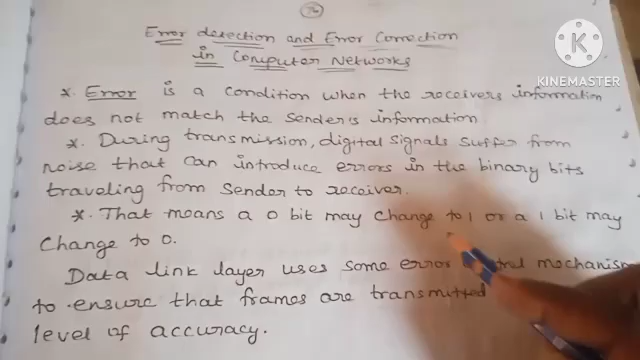 76
Error detection and Error Correction
in Computer Networks
K
KINEMASTER
*. Error is a condition when the receivers information
does not match the sender's information
*. During transmission, digital signals suffer from
noise that can introduce errors in the binary bits
traveling from sender to receiver.
*. That means a 0 bit may change to 1 or a 1 bit may
change to 0.
Data link layer uses some error mechanism
to ensure that frames are transmitted
level of accuracy.